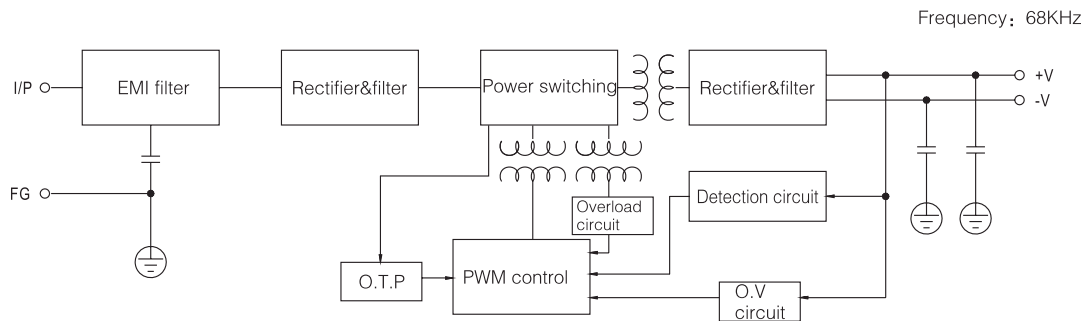 Frequency：68KHz
I/P
EMI filter
Rectifier&filter
Power switching
Rectifier&filter
+V
-V
FG
Overload
circuit
Detection circuit
O.T.P
PWM control
O.V
circuit